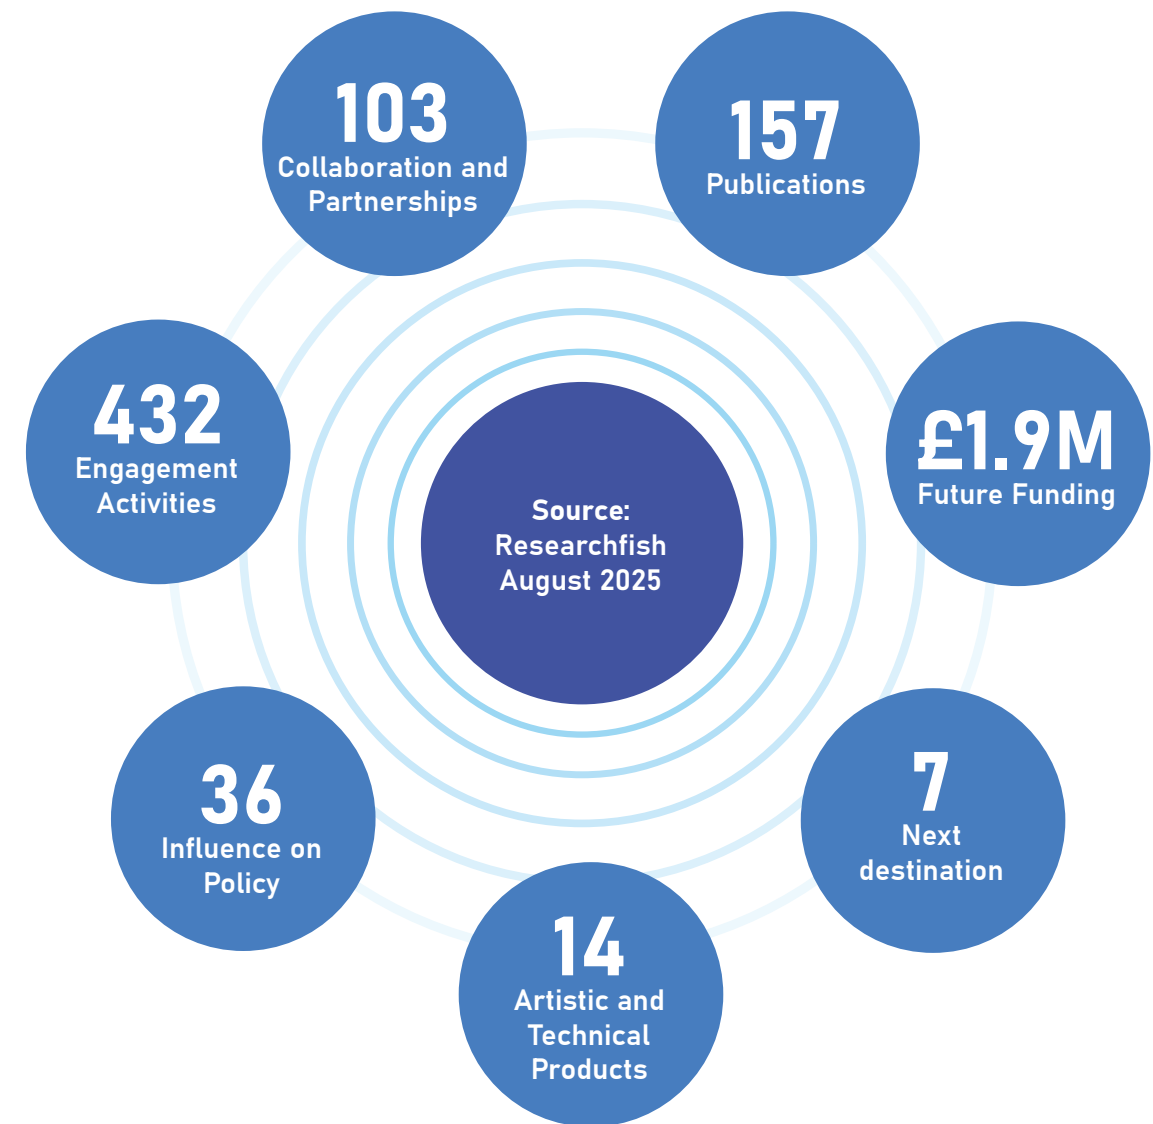 103
Collaboration and
Partnerships
157
Publications
432
Engagement
Activities
£1.9M
Future Funding
Source:
Researchfish
August 2025
36
Influence on
Policy
7
Next
destination
14
Artistic and
Technical
Products